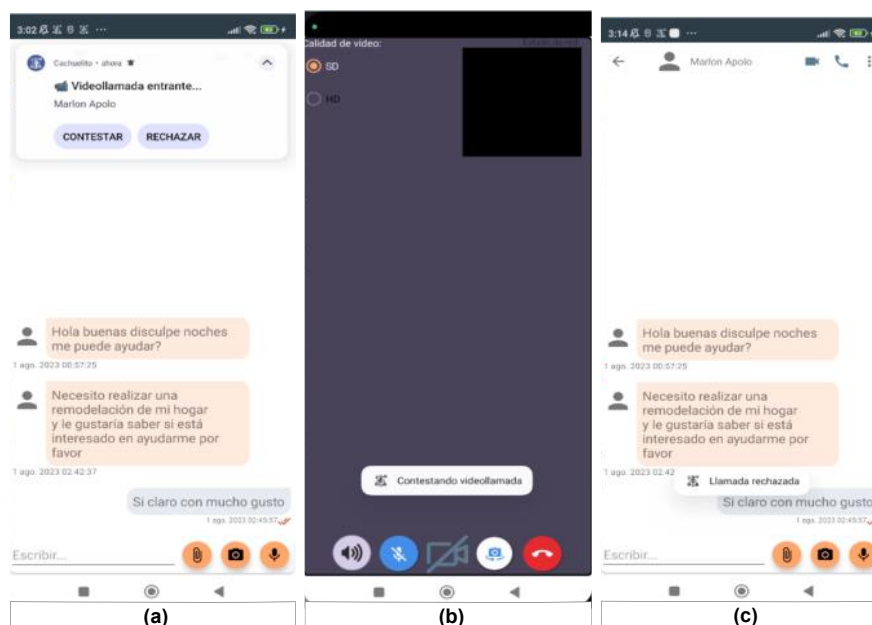 3:02
Cachuelito • ahora
Videollamada entrante...
Marlon Apolo
CONTESTAR RECHAZAR
Hola buenas disculpe noches
me puede ayudar?
1 ago. 2023 00:57:25
Necesito realizar una
remodelación de mi hogar
y le gustaría saber si está
interesado en ayudarme por
favor
1 ago. 2023 02:42:37
Si claro con mucho gusto
1 ago. 2023 02:45:57
Escribir...
(a)
Calidad de video:
SD
HD
Contestando videollamada
(b)
3:14
Marlon Apolo
Hola buenas disculpe noches
me puede ayudar?
1 ago. 2023 00:57:25
Necesito realizar una
remodelación de mi hogar
y le gustaría saber si está
interesado en ayudarme por
favor
1 ago. 2023 02:42
Llamada rechazada
Si claro con mucho gusto
1 ago. 2023 02:45:57
Escribir...
(c)